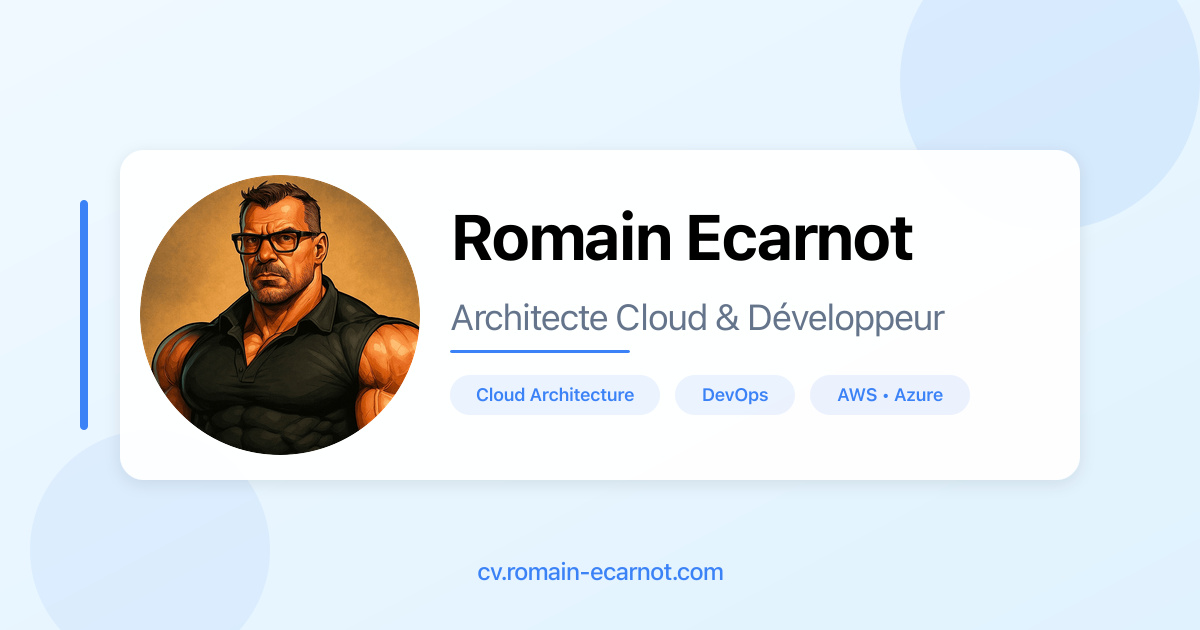 Romain Ecarnot
Architecte Cloud & Développeur
Cloud Architecture DevOps AWS • Azure
cv.romain-ecarnot.com